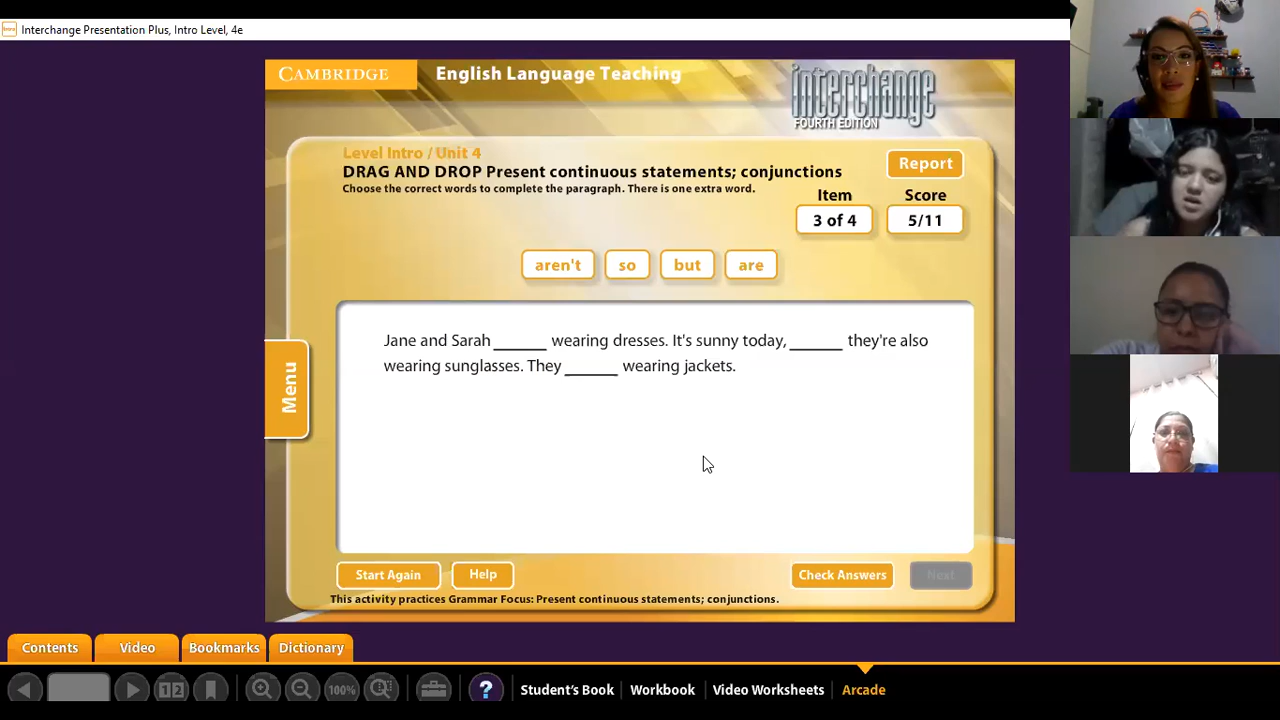 Interchange Presentation Plus, Intro Level, 4e
CAMBRIDGE
English Language Teaching
interchange
FOURTH EDITION
Level Intro / Unit 4
DRAG AND DROP Present continuous statements; conjunctions
Choose the correct words to complete the paragraph. There is one extra word.
Report
Item
Score
3 of 4
5/11
aren't
so
but
are
Jane and Sarah ______ wearing dresses. It's sunny today, ______ they're also
wearing sunglasses. They ______ wearing jackets.
Menu
Start Again
Help
Check Answers
Next
This activity practices Grammar Focus: Present continuous statements; conjunctions.
Contents
Video
Bookmarks
Dictionary
1 2
100%
?
Student's Book
Workbook
Video Worksheets
Arcade